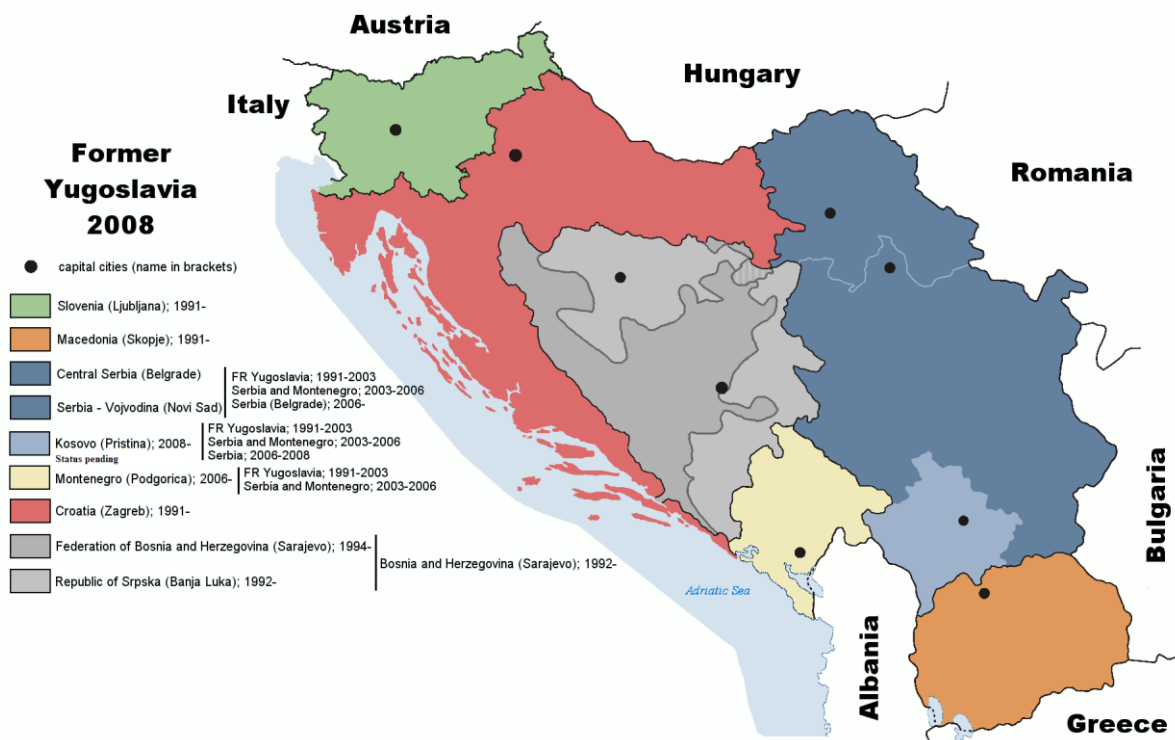 Austria
Hungary
Italy
Romania
Former
Yugoslavia
2008
capital cities (name in brackets)
Slovenia (Ljubljana); 1991-
Macedonia (Skopje); 1991-
Central Serbia (Belgrade)
Serbia - Vojvodina (Novi Sad)
FR Yugoslavia; 1991-2003
Serbia and Montenegro; 2003-2006
Serbia (Belgrade); 2006-
Kosovo (Pristina); 2008-
Status pending
FR Yugoslavia; 1991-2003
Serbia and Montenegro; 2003-2006
Serbia; 2006-2008
Montenegro (Podgorica); 2006-
FR Yugoslavia; 1991-2003
Serbia and Montenegro; 2003-2006
Croatia (Zagreb); 1991-
Federation of Bosnia and Herzegovina (Sarajevo); 1994-
Republic of Srpska (Banja Luka); 1992-
Bosnia and Herzegovina (Sarajevo); 1992-
Adriatic Sea
Albania
Bulgaria
Greece